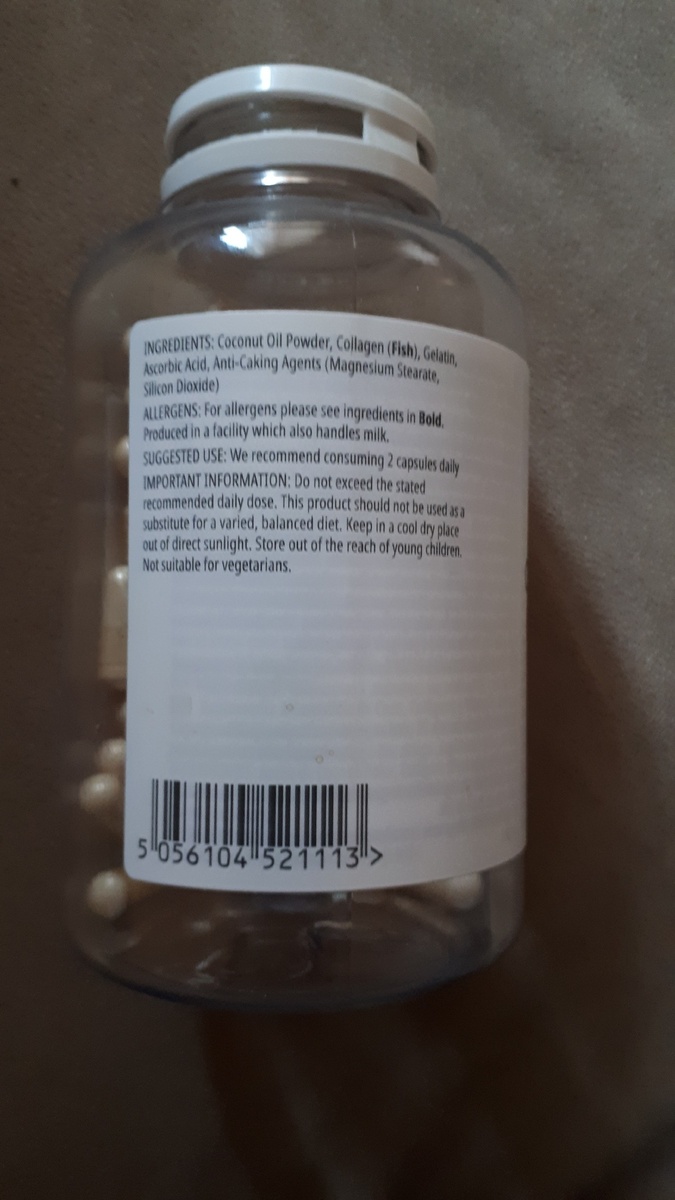 INGREDIENTS: Coconut Oil Powder, Collagen (Fish), Gelatin,
Ascorbic Acid, Anti-Caking Agents (Magnesium Stearate,
Silicon Dioxide)
ALLERGENS: For allergens please see ingredients in Bold.
Produced in a facility which also handles milk.
SUGGESTED USE: We recommend consuming 2 capsules daily
IMPORTANT INFORMATION: Do not exceed the stated
recommended daily dose. This product should not be used as a
substitute for a varied, balanced diet. Keep in a cool dry place
out of direct sunlight. Store out of the reach of young children.
Not suitable for vegetarians.
5 056104 521113 >